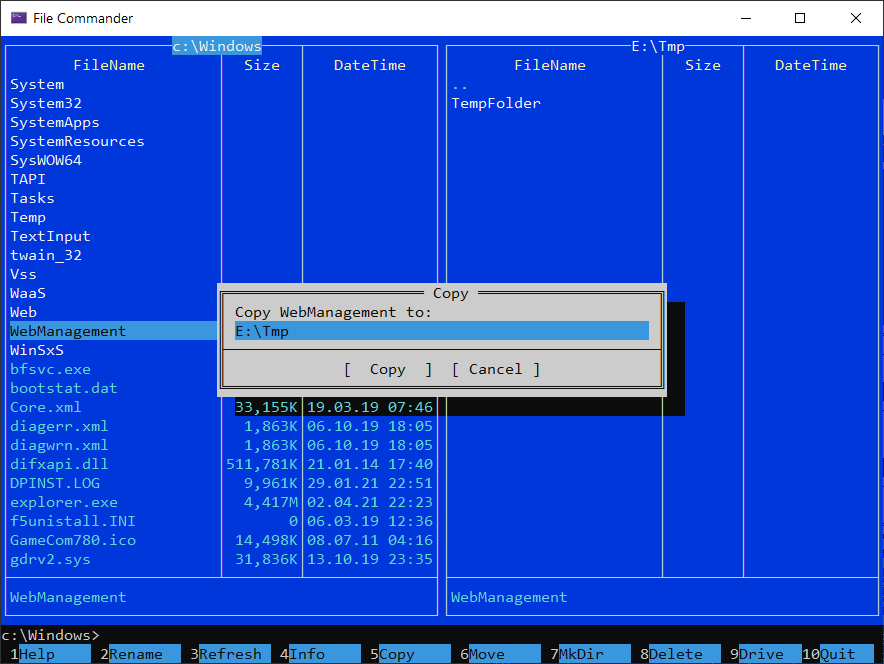 File Commander
c:\Windows E:\Tmp
FileName Size DateTime FileName Size DateTime
System ..
System32 TempFolder
SystemApps
SystemResources
SysWOW64
TAPI
Tasks
Temp
TextInput
twain_32
Vss
WaaS Copy
Web Copy WebManagement to:
WebManagement E:\Tmp
WinSxS
bfsvc.exe [ Copy ] [ Cancel ]
bootstat.dat
Core.xml 33,155K 19.03.19 07:46
diagerr.xml 1,863K 06.10.19 18:05
diagwrn.xml 1,863K 06.10.19 18:05
difxapi.dll 511,781K 21.01.14 17:40
DPINST.LOG 9,961K 29.01.21 22:51
explorer.exe 4,417M 02.04.21 22:23
f5unistall.INI 0 06.03.19 12:36
GameCom780.ico 14,498K 08.07.11 04:16
gdrv2.sys 31,836K 13.10.19 23:35
WebManagement WebManagement
c:\Windows>
1Help 2Rename 3Refresh 4Info 5Copy 6Move 7MkDir 8Delete 9Drive 10Quit